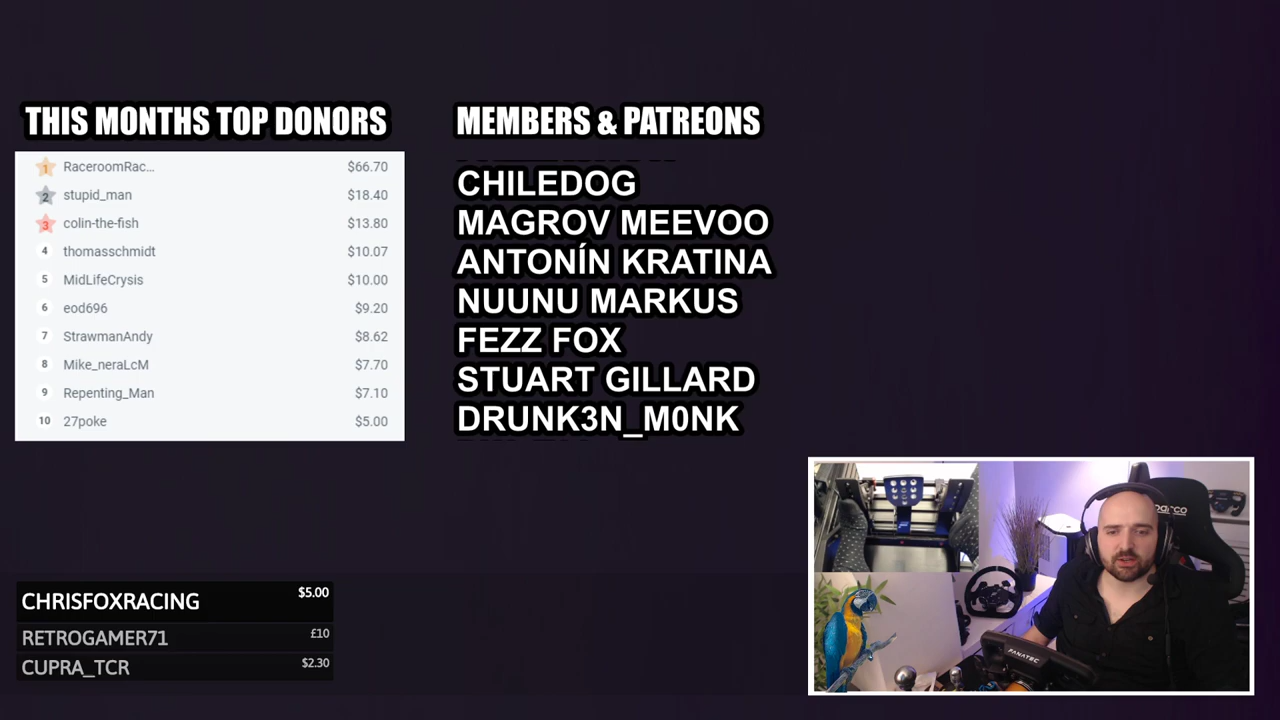 THIS MONTHS TOP DONORS
1 RaceroomRac... $66.70
2 stupid_man $18.40
3 colin-the-fish $13.80
4 thomasschmidt $10.07
5 MidLifeCrysis $10.00
6 eod696 $9.20
7 StrawmanAndy $8.62
8 Mike_neraLcM $7.70
9 Repenting_Man $7.10
10 27poke $5.00
MEMBERS & PATREONS
CHILEDOG
MAGROV MEEVOO
ANTONÍN KRATINA
NUUNU MARKUS
FEZZ FOX
STUART GILLARD
DRUNK3N_M0NK
CHRISFOXRACING $5.00
RETROGAMER71 £10
CUPRA_TCR $2.30
FANATEC